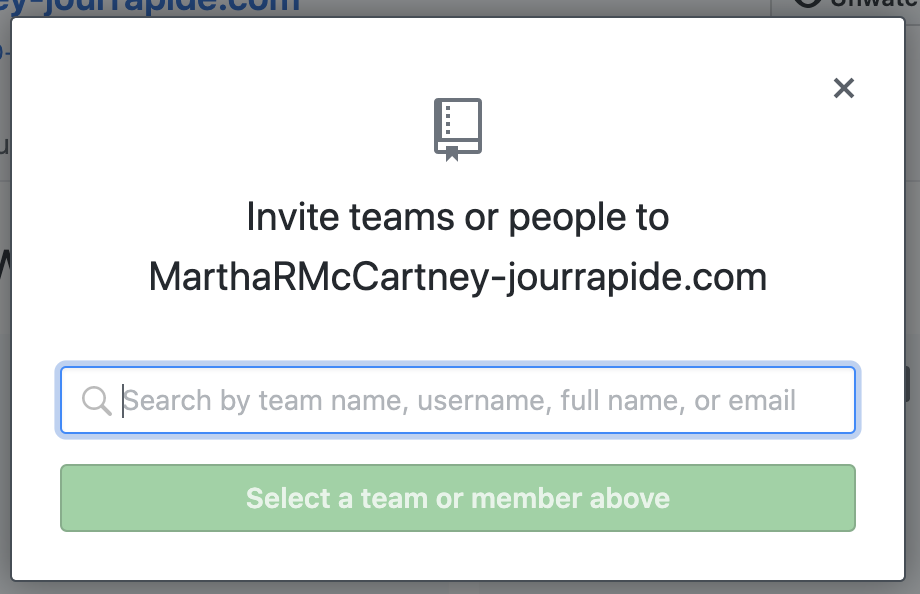 ey-jourrapide.com
Invite teams or people to
MarthaRMcCartney-jourrapide.com
Search by team name, username, full name, or email
Select a team or member above